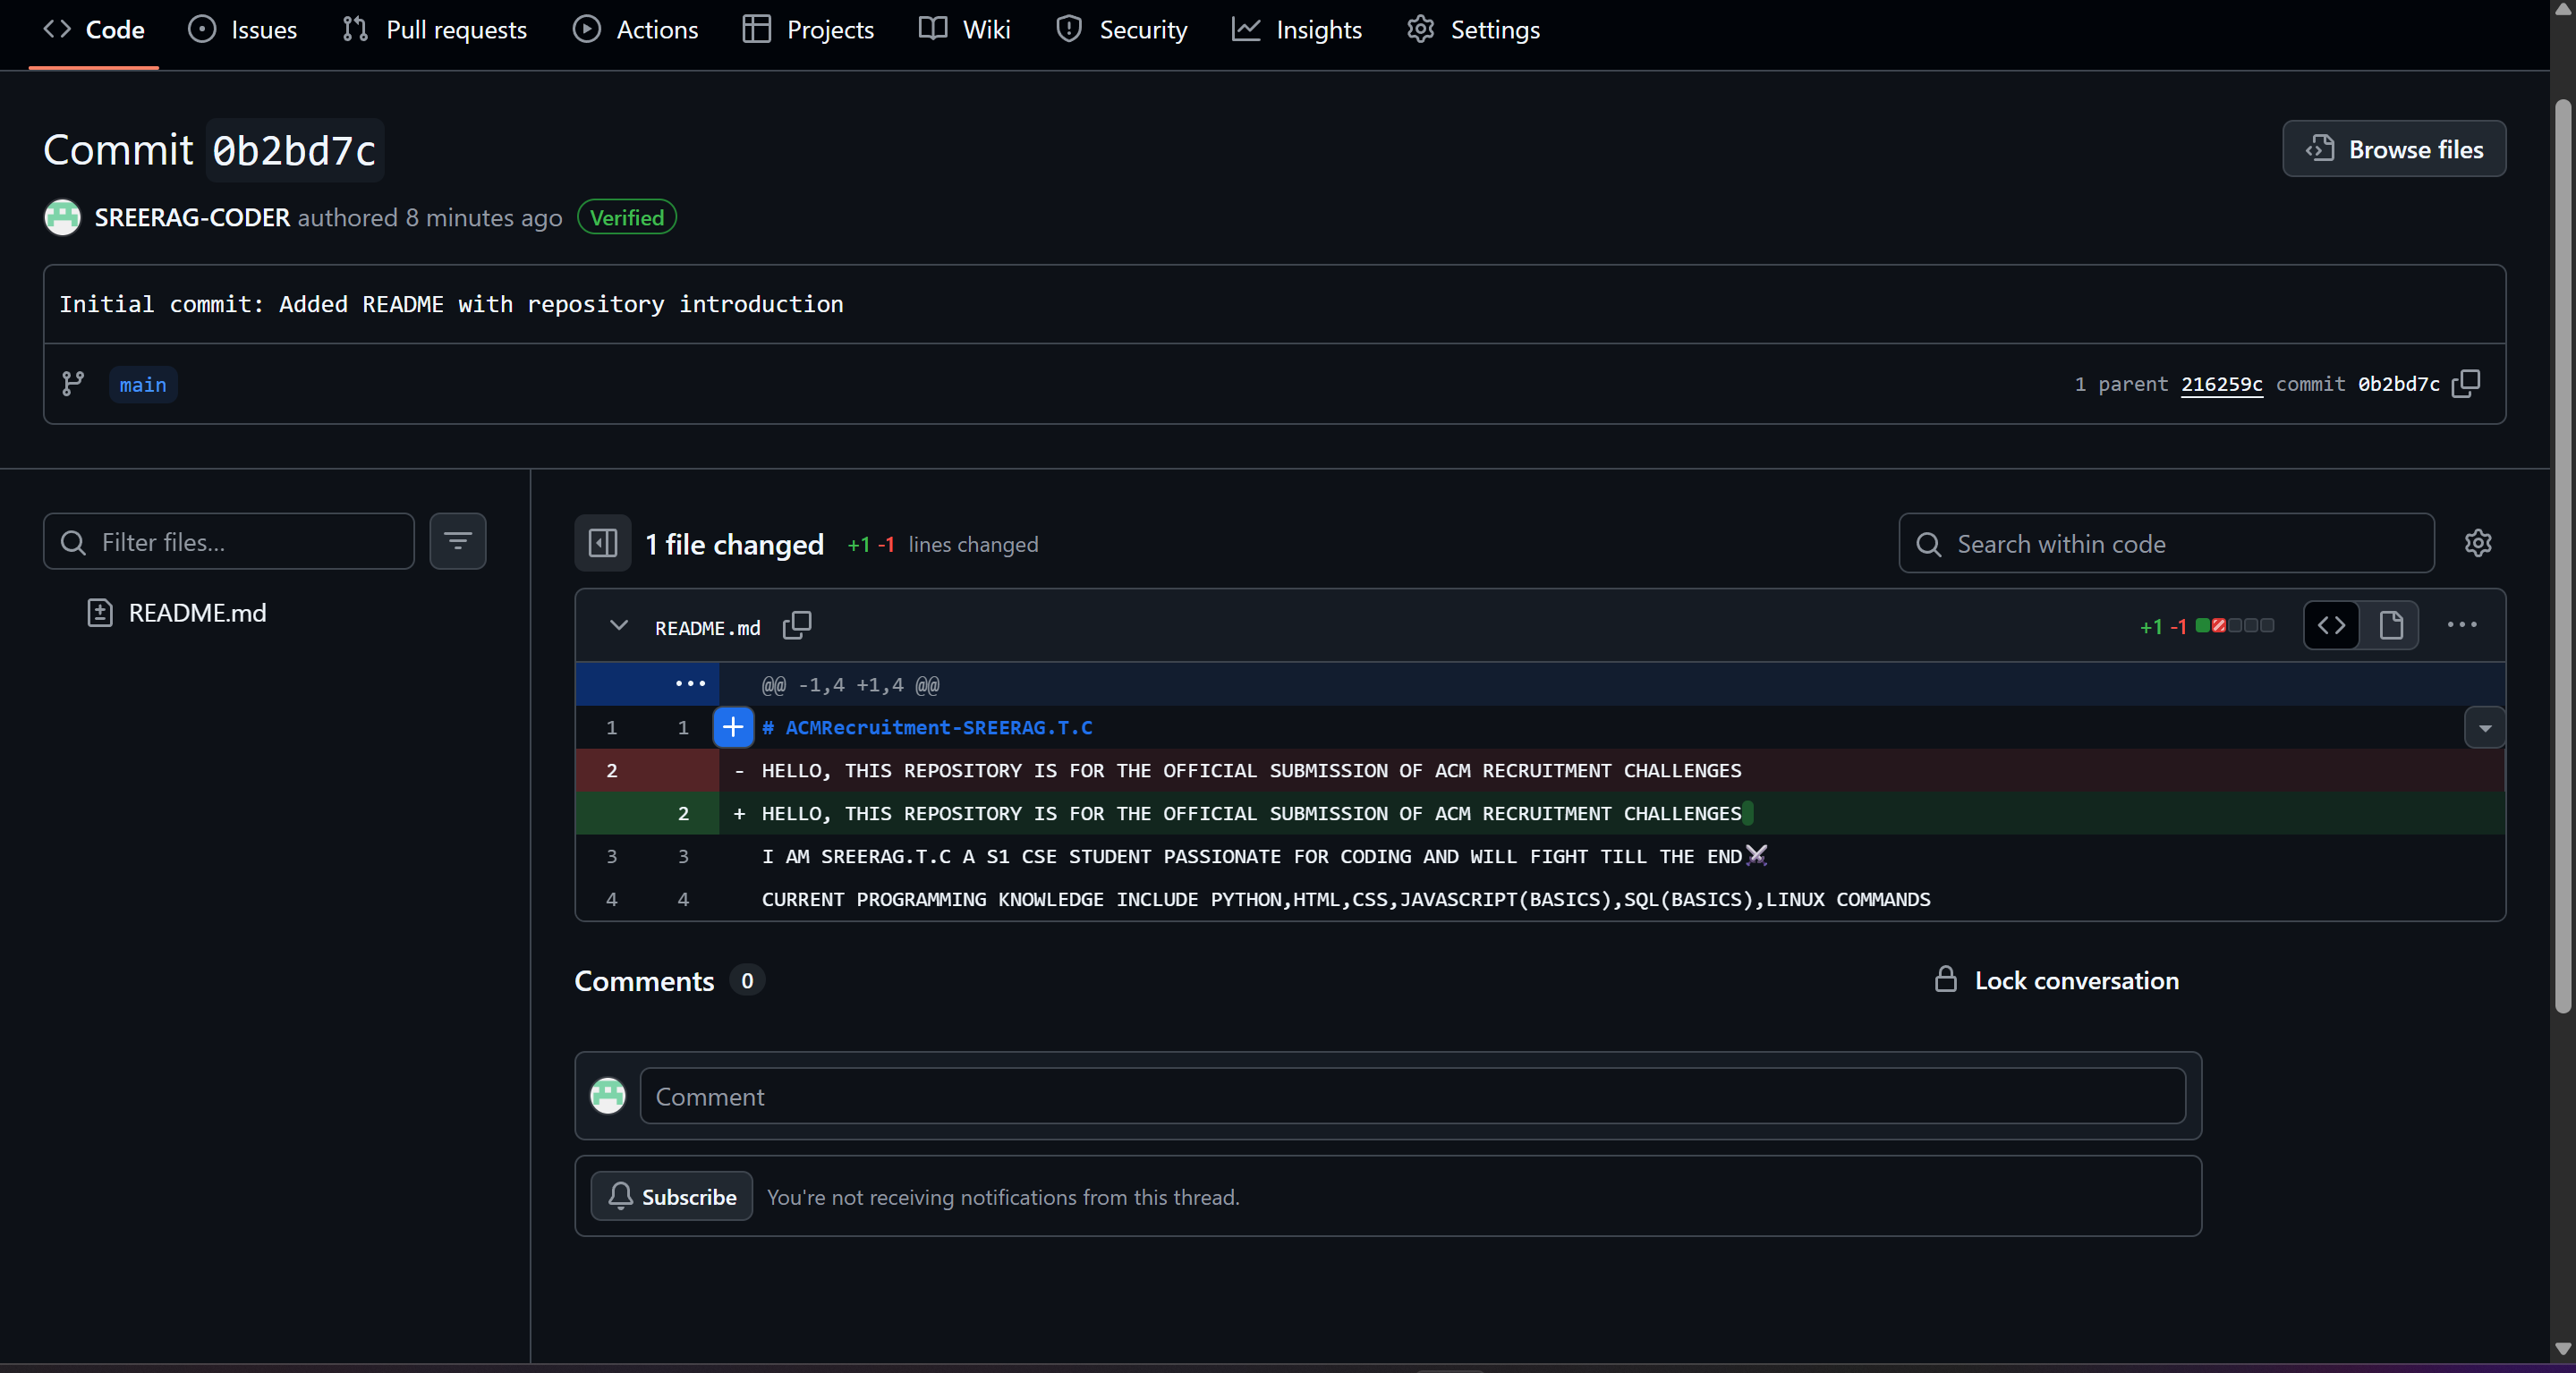 Code Issues Pull requests Actions Projects Wiki Security Insights Settings
Commit 0b2bd7c
Browse files
SREERAG-CODER authored 8 minutes ago Verified
Initial commit: Added README with repository introduction
main
1 parent 216259c commit 0b2bd7c
Filter files...
README.md
1 file changed +1 -1 lines changed
Search within code
README.md
+1 -1
@@ -1,4 +1,4 @@
1 1 # ACMRecruitment-SREERAG.T.C
2 - HELLO, THIS REPOSITORY IS FOR THE OFFICIAL SUBMISSION OF ACM RECRUITMENT CHALLENGES
2 + HELLO, THIS REPOSITORY IS FOR THE OFFICIAL SUBMISSION OF ACM RECRUITMENT CHALLENGES
3 3 I AM SREERAG.T.C A S1 CSE STUDENT PASSIONATE FOR CODING AND WILL FIGHT TILL THE END⚔️
4 4 CURRENT PROGRAMMING KNOWLEDGE INCLUDE PYTHON,HTML,CSS,JAVASCRIPT(BASICS),SQL(BASICS),LINUX COMMANDS
Comments 0
Lock conversation
Comment
Subscribe You're not receiving notifications from this thread.